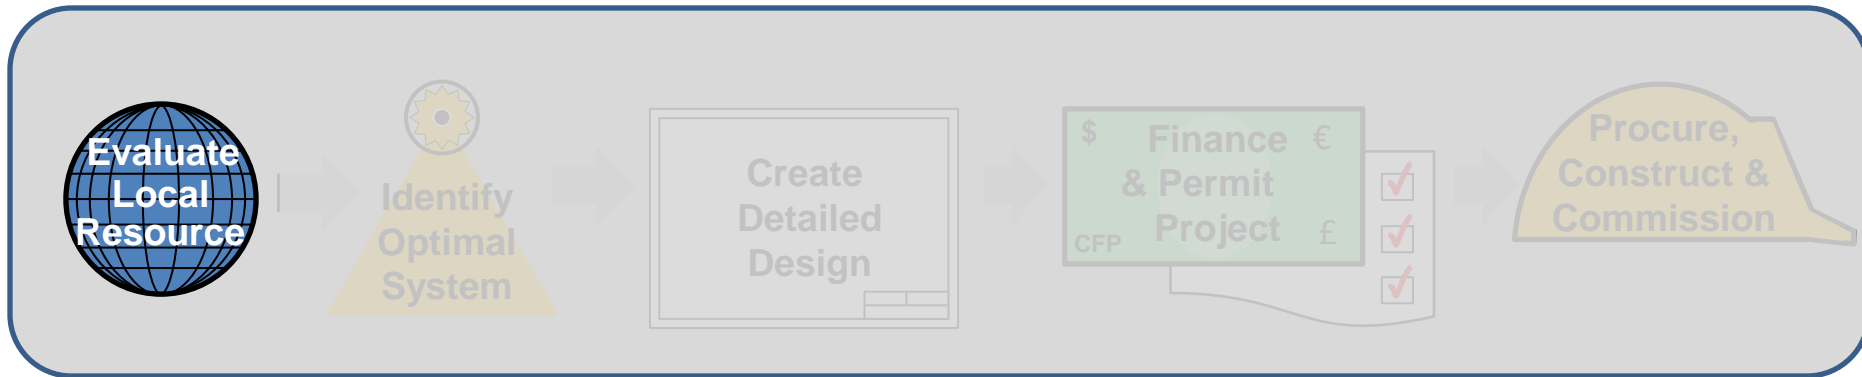 Evaluate
Local
Resource
Identify
Optimal
System
Create
Detailed
Design
$ Finance €
& Permit
Project £
CFP
Procure,
Construct &
Commission